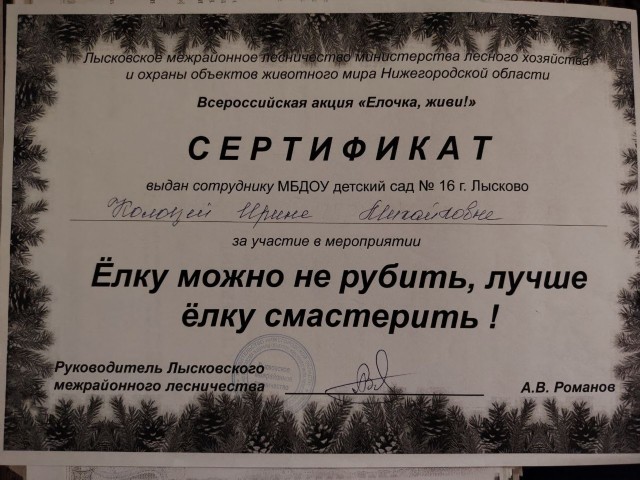 Лысковское межрайонное лесничество министерства лесного хозяйства
и охраны объектов животного мира Нижегородской области
Всероссийская акция «Елочка, живи!»
СЕРТИФИКАТ
выдан сотруднику МБДОУ детский сад № 16 г. Лысково
Колоцей Ирине Михайловне
за участие в мероприятии
Ёлку можно не рубить, лучше
ёлку смастерить !
Руководитель Лысковского
межрайонного лесничества
А.В. Романов